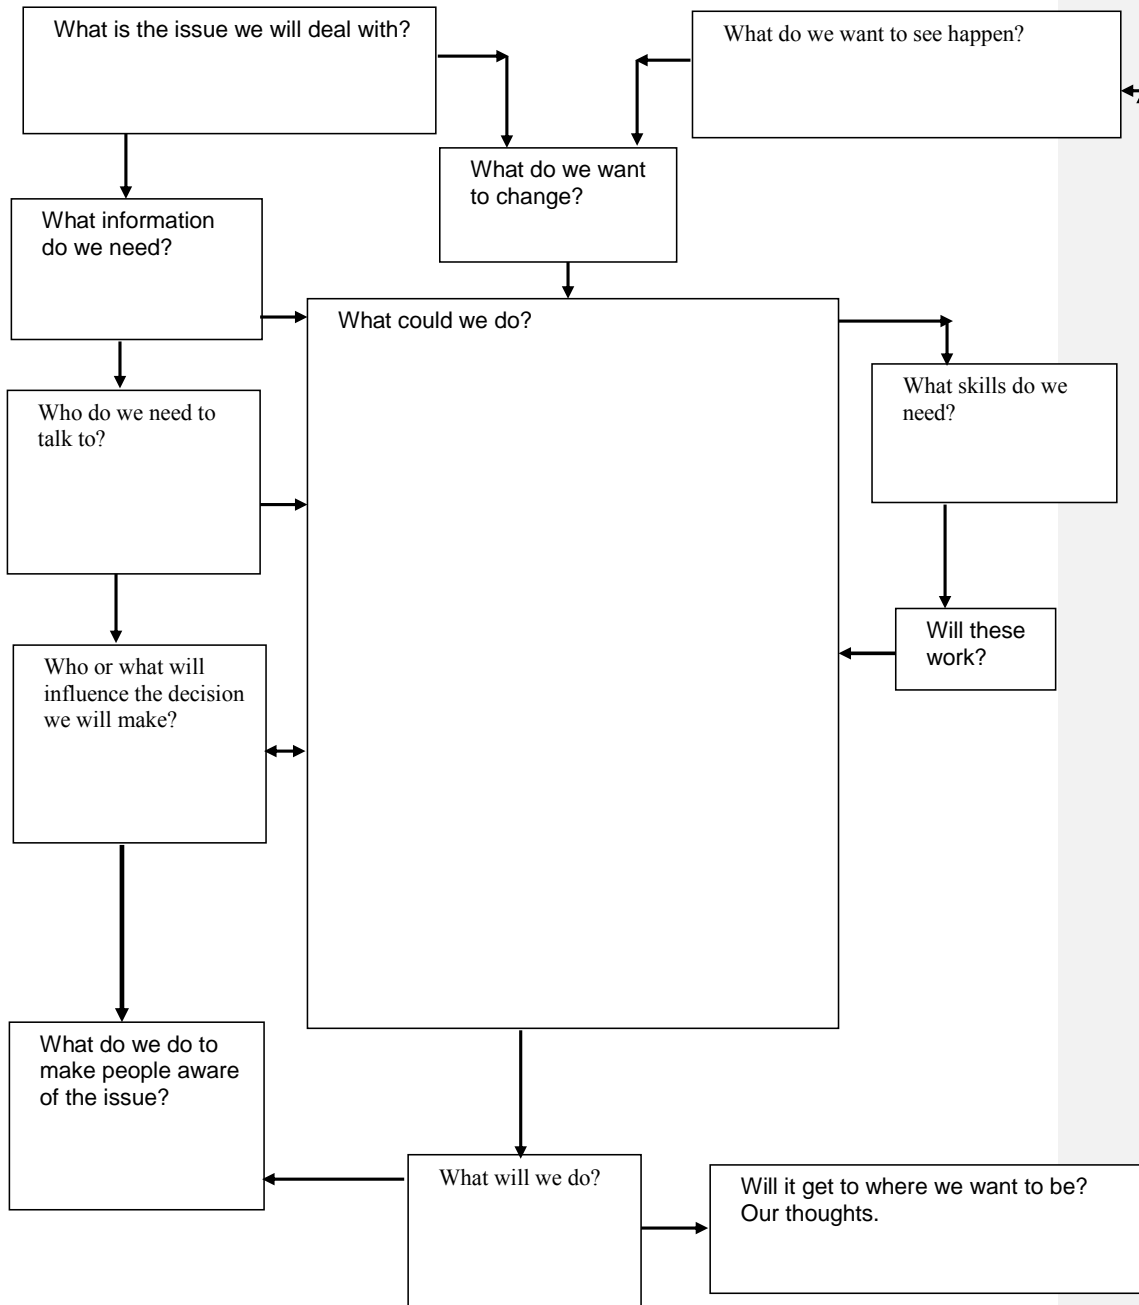 What is the issue we will deal with?
What do we want to see happen?
What do we want
to change?
What information
do we need?
What could we do?
What skills do we
need?
Who do we need to
talk to?
Will these
work?
Who or what will
influence the decision
we will make?
What do we do to
make people aware
of the issue?
What will we do?
Will it get to where we want to be?
Our thoughts.